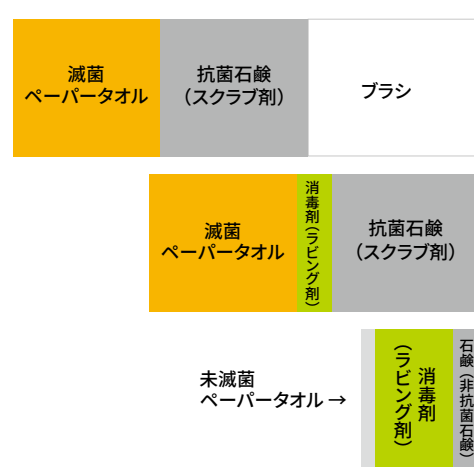 滅菌
ペーパータオル
抗菌石鹸
（スクラブ剤）
ブラシ
滅菌
ペーパータオル
消毒剤（ラビング剤）
抗菌石鹸
（スクラブ剤）
未滅菌
ペーパータオル →
消毒剤
（ラビング剤）
石鹸（非抗菌石鹸）